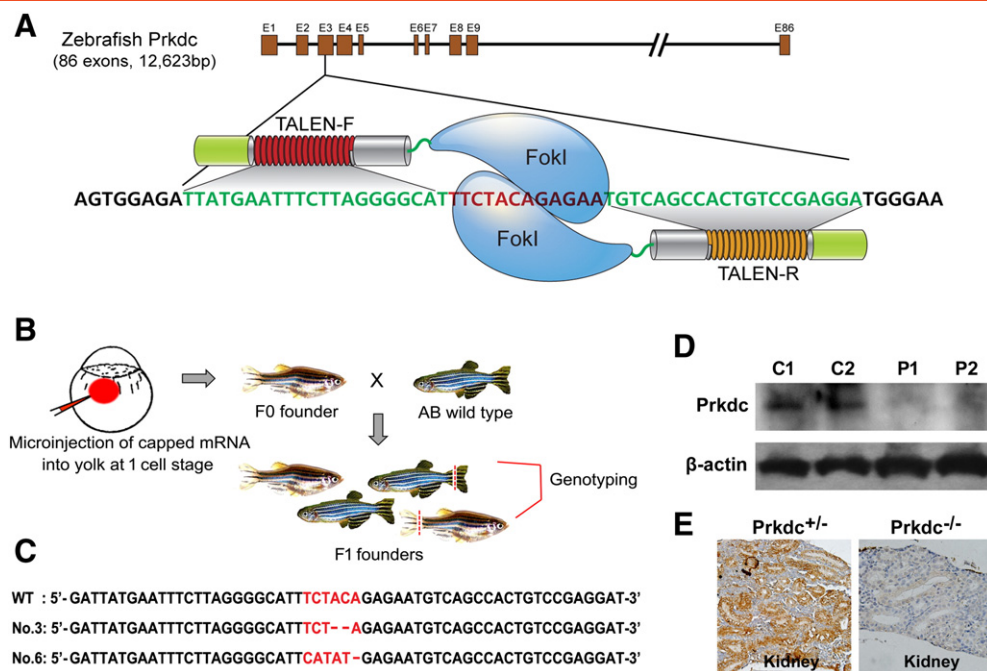 A
Zebrafish Prkdc
(86 exons, 12,623bp)
E1 E2 E3 E4 E5 E6 E7 E8 E9 E86
TALEN-F
FokI
AGTGGAGATTATGAATTTCTTAGGGGCATTTCTACAGAGAATGTCAGCCACTGTCCGAGGATGGGAA
FokI
TALEN-R
B
F0 founder
X
AB wild type
Microinjection of capped mRNA
into yolk at 1 cell stage
Genotyping
F1 founders
C
WT : 5'-GATTATGAATTTCTTAGGGGCATTTCTACAGAGAATGTCAGCCACTGTCCGAGGAT-3'
No.3: 5'-GATTATGAATTTCTTAGGGGCATTTCT--AGAGAATGTCAGCCACTGTCCGAGGAT-3'
No.6: 5'-GATTATGAATTTCTTAGGGGCATTCATAT-GAGAATGTCAGCCACTGTCCGAGGAT-3'
D
C1 C2 P1 P2
Prkdc
β-actin
E
Prkdc+/- Prkdc-/-
Kidney Kidney